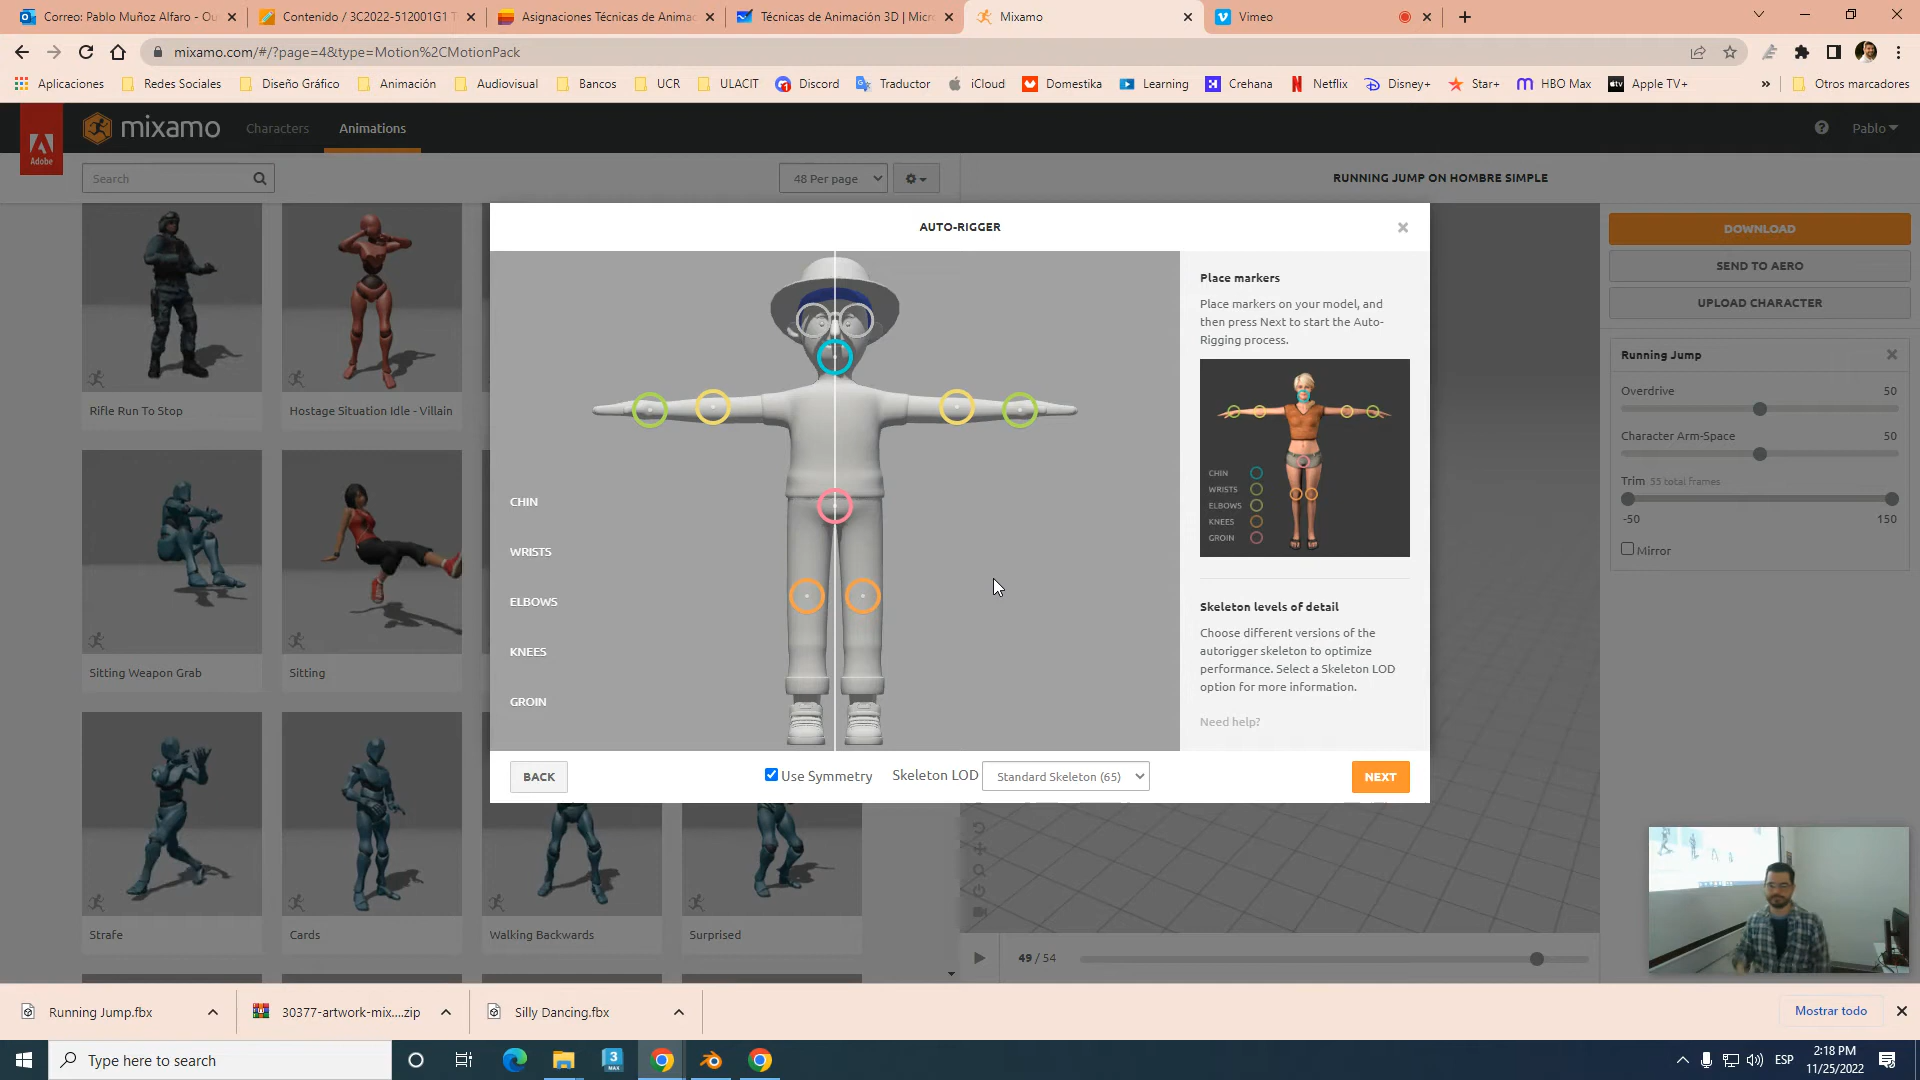 Correo: Pablo Muñoz Alfaro - Ou
Contenido / 3C2022-512001G1 T
Asignaciones Técnicas de Animac
Técnicas de Animación 3D | Micr
Mixamo
Vimeo
mixamo.com/#/?page=4&type=Motion%2CMotionPack
Aplicaciones
Redes Sociales
Diseño Gráfico
Animación
Audiovisual
Bancos
UCR
ULACIT
Discord
Traductor
iCloud
Domestika
Learning
Crehana
Netflix
Disney+
Star+
HBO Max
Apple TV+
»
Otros marcadores
Adobe
mixamo
Characters
Animations
Pablo
Search
48 Per page
RUNNING JUMP ON HOMBRE SIMPLE
AUTO-RIGGER
DOWNLOAD
SEND TO AERO
UPLOAD CHARACTER
Place markers
Place markers on your model, and
then press Next to start the Auto-
Rigging process.
CHIN
WRISTS
ELBOWS
KNEES
GROIN
CHIN
WRISTS
ELBOWS
KNEES
GROIN
Skeleton levels of detail
Choose different versions of the
autorigger skeleton to optimize
performance. Select a Skeleton LOD
option for more information.
Need help?
BACK
Use Symmetry
Skeleton LOD
Standard Skeleton (65)
NEXT
Running Jump
Overdrive
50
Character Arm-Space
50
Trim 55 total frames
-50
150
Mirror
Rifle Run To Stop
Hostage Situation Idle - Villain
Sitting Weapon Grab
Sitting
Strafe
Cards
Walking Backwards
Surprised
49 / 54
Running Jump.fbx
30377-artwork-mix....zip
Silly Dancing.fbx
Mostrar todo
Type here to search
3
MAX
ESP
2:18 PM
11/25/2022